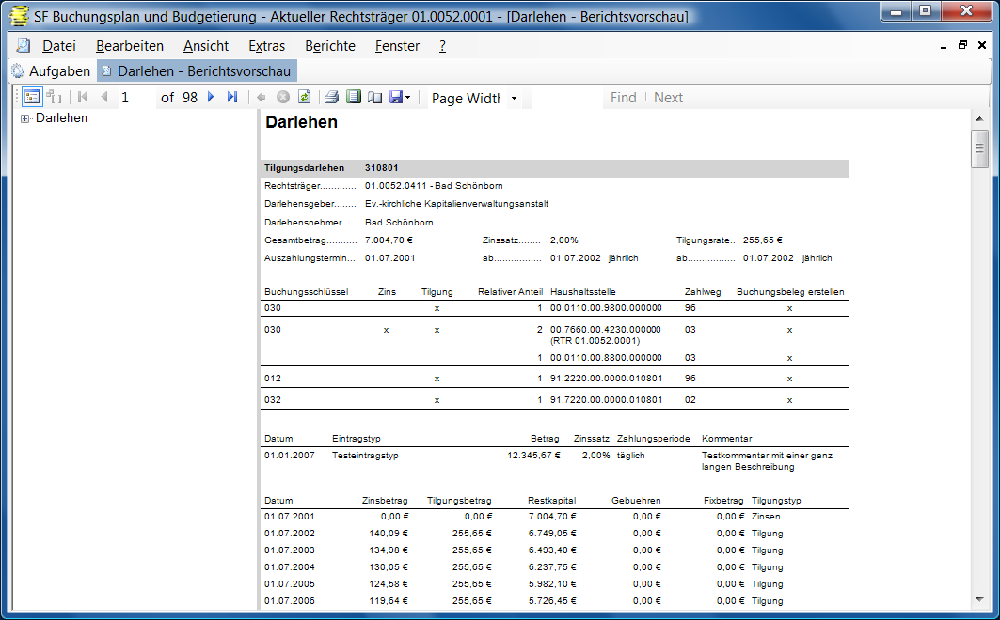 SF Buchungsplan und Budgetierung - Aktueller Rechtsträger 01.0052.0001 - [Darlehen - Berichtsvorschau]
Datei Bearbeiten Ansicht Extras Berichte Fenster ?
Aufgaben Darlehen - Berichtsvorschau
1 of 98 Page Width Find Next
Darlehen
Darlehen
Tilgungsdarlehen 310801
Rechtsträger............. 01.0052.0411 - Bad Schönborn
Darlehensgeber........ Ev.-kirchliche Kapitalienverwaltungsanstalt
Darlehensnehmer..... Bad Schönborn
Gesamtbetrag........... 7.004,70 € Zinssatz........ 2,00% Tilgungsrate.. 255,65 €
Auszahlungstermin... 01.07.2001 ab................. 01.07.2002 jährlich ab................. 01.07.2002 jährlich
Buchungsschlüssel Zins Tilgung Relativer Anteil Haushaltsstelle Zahlweg Buchungsbeleg erstellen
030 x 1 00.0110.00.9800.000000 96 x
030 x x 2 00.7660.00.4230.000000 03 x
(RTR 01.0052.0001)
1 00.0110.00.8800.000000 03 x
012 x 1 91.2220.00.0000.010801 96 x
032 x 1 91.7220.00.0000.010801 02 x
Datum Eintragstyp Betrag Zinssatz Zahlungsperiode Kommentar
01.01.2007 Testeintragstyp 12.345,67 € 2,00% täglich Testkommentar mit einer ganz
langen Beschreibung
Datum Zinsbetrag Tilgungsbetrag Restkapital Gebuehren Fixbetrag Tilgungstyp
01.07.2001 0,00 € 0,00 € 7.004,70 € 0,00 € 0,00 € Zinsen
01.07.2002 140,09 € 255,65 € 6.749,05 € 0,00 € 0,00 € Tilgung
01.07.2003 134,98 € 255,65 € 6.493,40 € 0,00 € 0,00 € Tilgung
01.07.2004 130,05 € 255,65 € 6.237,75 € 0,00 € 0,00 € Tilgung
01.07.2005 124,58 € 255,65 € 5.982,10 € 0,00 € 0,00 € Tilgung
01.07.2006 119,64 € 255,65 € 5.726,45 € 0,00 € 0,00 € Tilgung